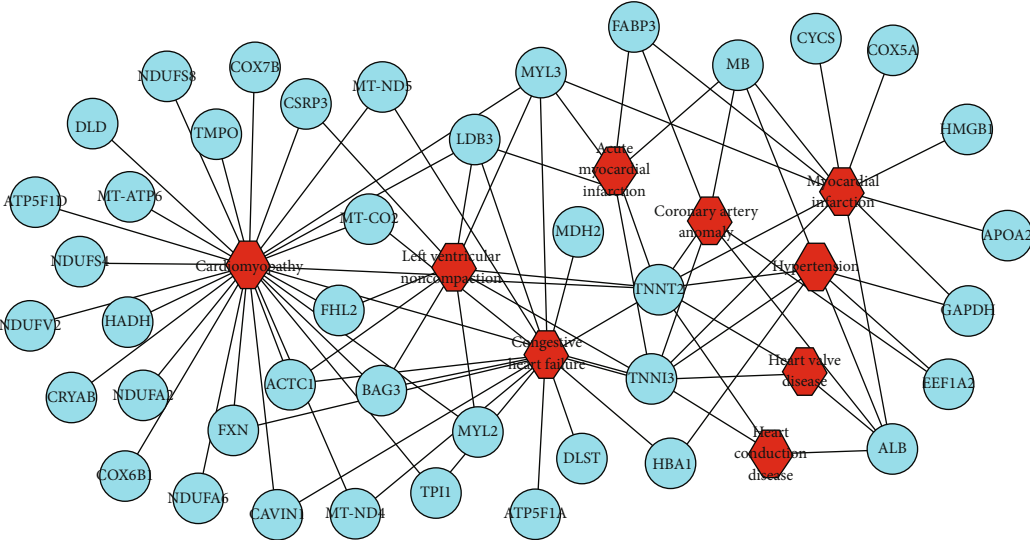 FABP3
CYCS
COX5A
MB
NDUFS8
COX7B
MT-ND5
MYL3
CSRP3
DLD
TMPO
LDB3
HMGB1
Acute
myocardial
infarction
Myocardial
infarction
ATP5F1D
MT-ATP6
MT-CO2
MDH2
Coronary artery
anomaly
APOA2
NDUFS4
Cardiomyopathy
Left ventricular
noncompaction
TNNT2
Hypertension
NDUFV2
HADH
FHL2
GAPDH
Congestive
heart failure
Heart valve
disease
CRYAB
NDUFA2
ACTC1
BAG3
TNNI3
EEF1A2
FXN
MYL2
Heart
conduction
disease
ALB
COX6B1
DLST
HBA1
NDUFA6
TPI1
CAVIN1
MT-ND4
ATP5F1A